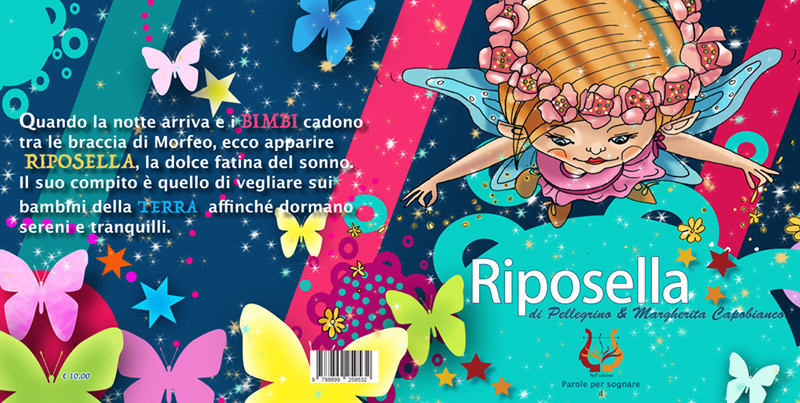 Quando la notte arriva e i BIMBI cadono
tra le braccia di Morfeo, ecco apparire
RIPOSELLA, la dolce fatina del sonno.
Il suo compito è quello di vegliare sui
bambini della TERRA affinché dormano
sereni e tranquilli.
€ 10,00
9 788899 259532
Riposella
di Pellegrino & Margherita Capobianco
Parole per sognare
4